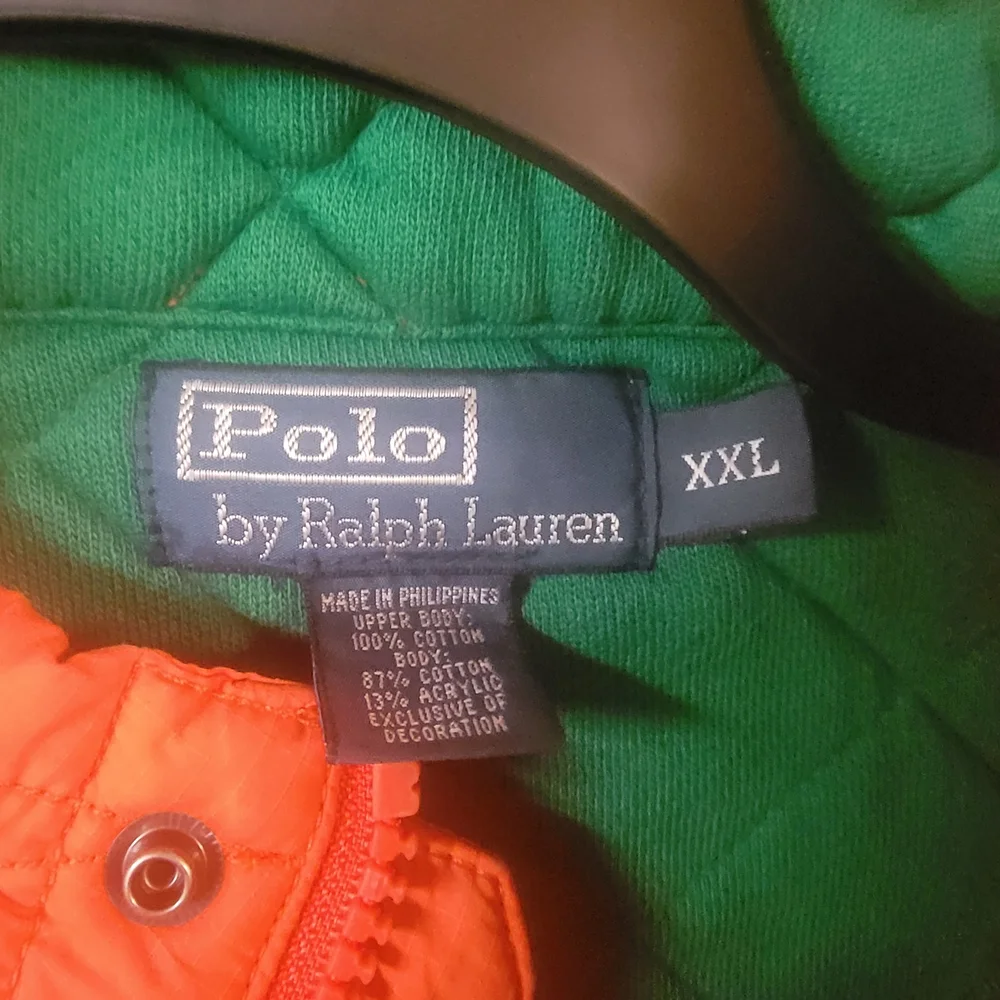 Polo
by Ralph Lauren
XXL
MADE IN PHILIPPINES
UPPER BODY:
100% COTTON
BODY:
87% COTTON
13% ACRYLIC
EXCLUSIVE OF
DECORATION